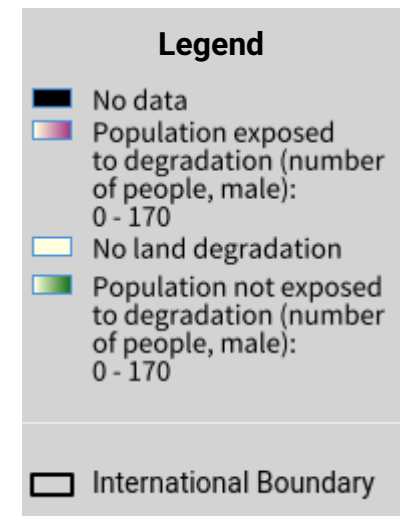 Legend
No data
Population exposed
to degradation (number
of people, male):
0 - 170
No land degradation
Population not exposed
to degradation (number
of people, male):
0 - 170
International Boundary